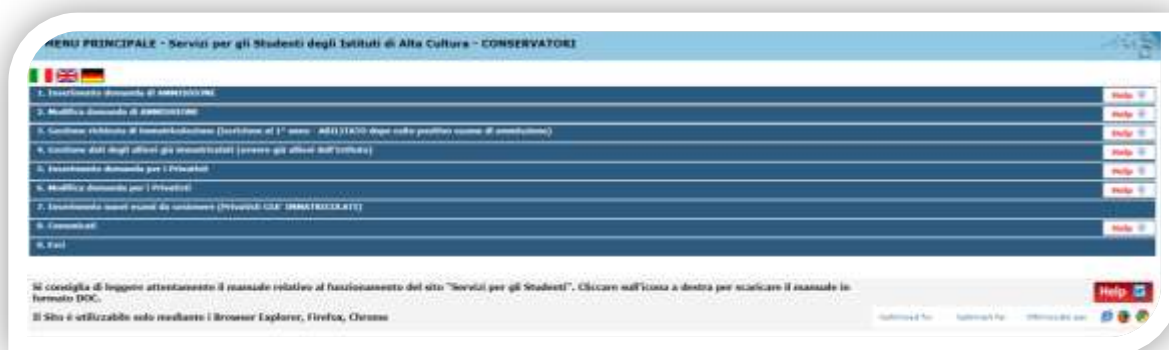 MENU PRINCIPALE - Servizi per gli Studenti degli Istituti di Alta Cultura - CONSERVATORI
1. Inserimento domanda di AMMISSIONE
Help
2. Modifica domanda di AMMISSIONE
Help
3. Gestione richiesta di immatricolazione (Iscrizione al 1° anno - ABILITATO dopo esito positivo esame di ammissione)
Help
4. Gestione dati degli allievi già immatricolati (ovvero già allievi dell'Istituto)
Help
5. Inserimento domanda per i Privatisti
Help
6. Modifica domanda per i Privatisti
Help
7. Inserimento nuovi esami da sostenere (Privatisti GIA' IMMATRICOLATI)
8. Comunicati
Help
9. Esci
Si consiglia di leggere attentamente il manuale relativo al funzionamento del sito "Servizi per gli Studenti". Cliccare sull'icona a destra per scaricare il manuale in
formato DOC.
Help
Il Sito è utilizzabile solo mediante i Browser Explorer, Firefox, Chrome